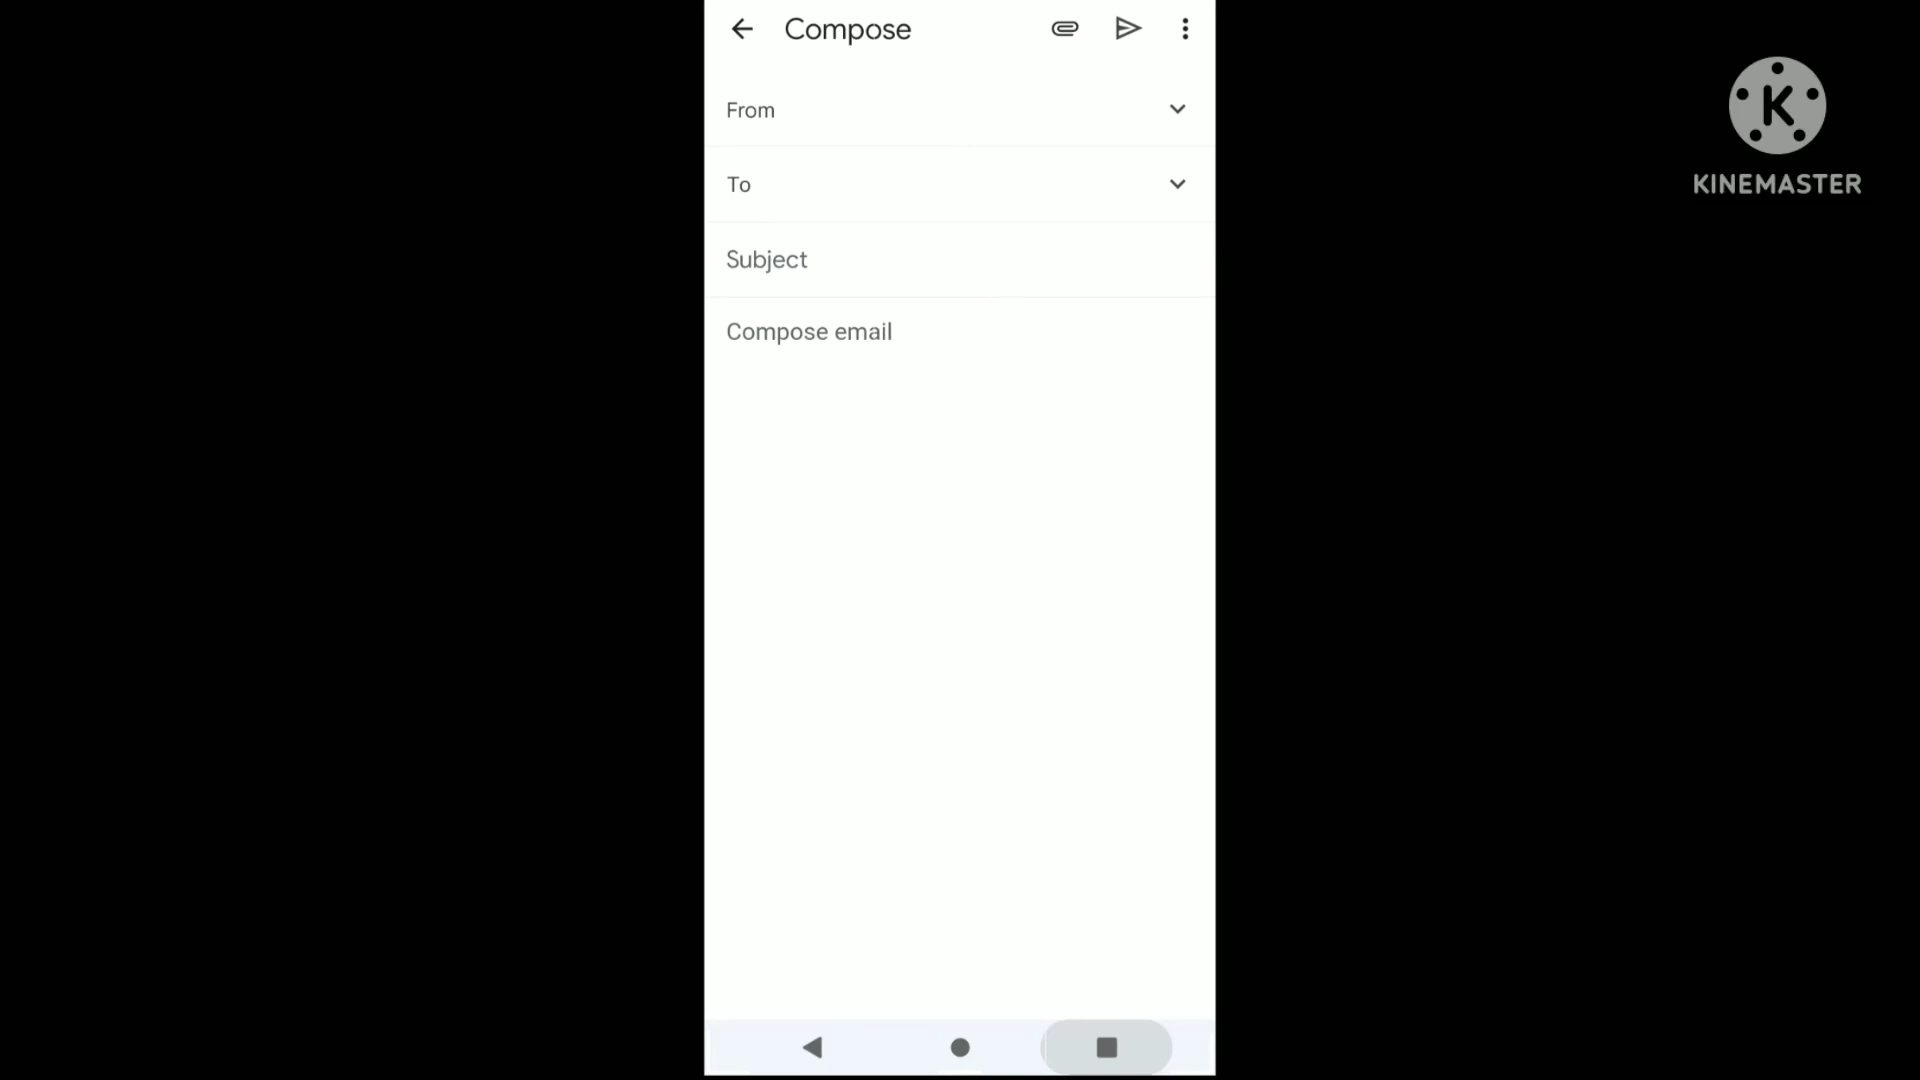 Compose
From
To
Subject
Compose email
K
KINEMASTER